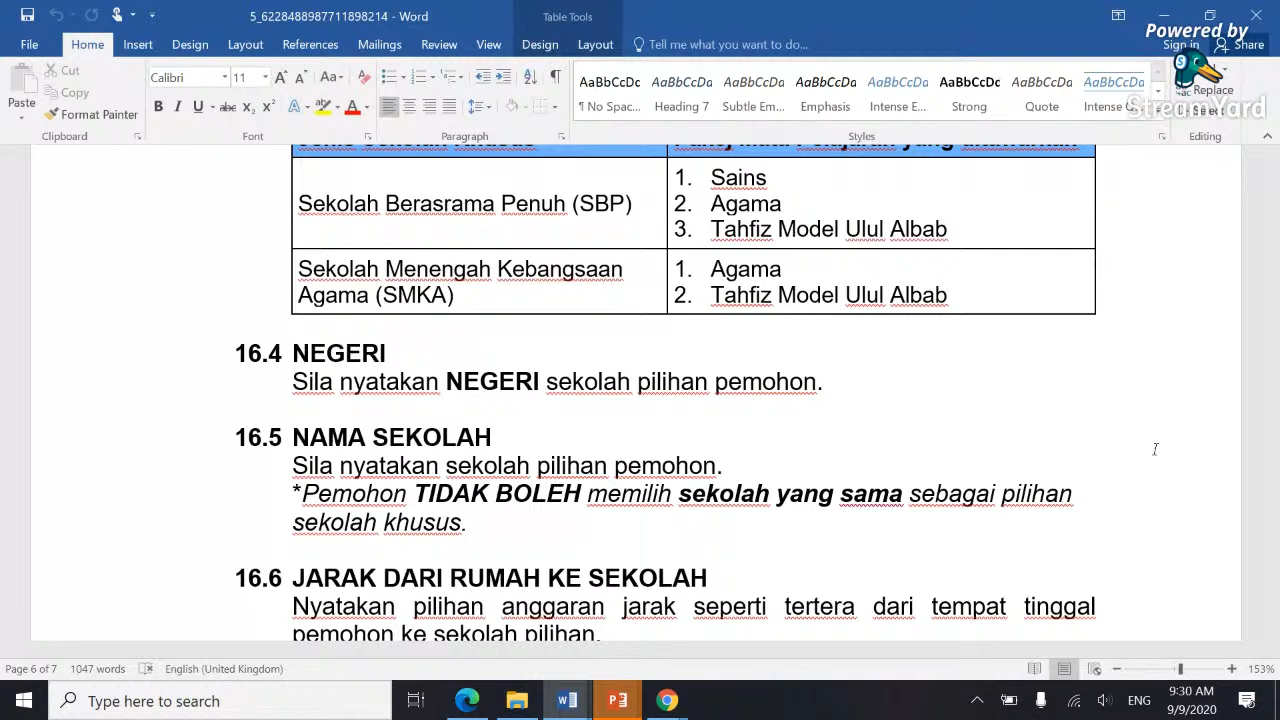 5_6228488987711898214 - Word
Table Tools
Powered by
File Home Insert Design Layout References Mailings Review View Design Layout Tell me what you want to do... Sign in Share
Paste Cut
Copy
Format Painter
Calibri 11
AaBbCcDc AaBbCcDc AaBbCcDc AaBbCcDc AaBbCcDc AaBbCcDc AaBbCcDc AaBbCcDc
¶ No Spac... Heading 7 Subtle Em... Emphasis Intense E... Strong Quote Intense
Replace
Select
StreamYard
Clipboard Font Paragraph Styles Editing
Sekolah Berasrama Penuh (SBP)
1. Sains
2. Agama
3. Tahfiz Model Ulul Albab
Sekolah Menengah Kebangsaan
Agama (SMKA)
1. Agama
2. Tahfiz Model Ulul Albab
16.4 NEGERI
Sila nyatakan NEGERI sekolah pilihan pemohon.
16.5 NAMA SEKOLAH
Sila nyatakan sekolah pilihan pemohon.
*Pemohon TIDAK BOLEH memilih sekolah yang sama sebagai pilihan
sekolah khusus.
16.6 JARAK DARI RUMAH KE SEKOLAH
Nyatakan pilihan anggaran jarak seperti tertera dari tempat tinggal
pemohon ke sekolah pilihan.
Page 6 of 7 1047 words English (United Kingdom) 153%
Type here to search
ENG
9:30 AM
9/9/2020